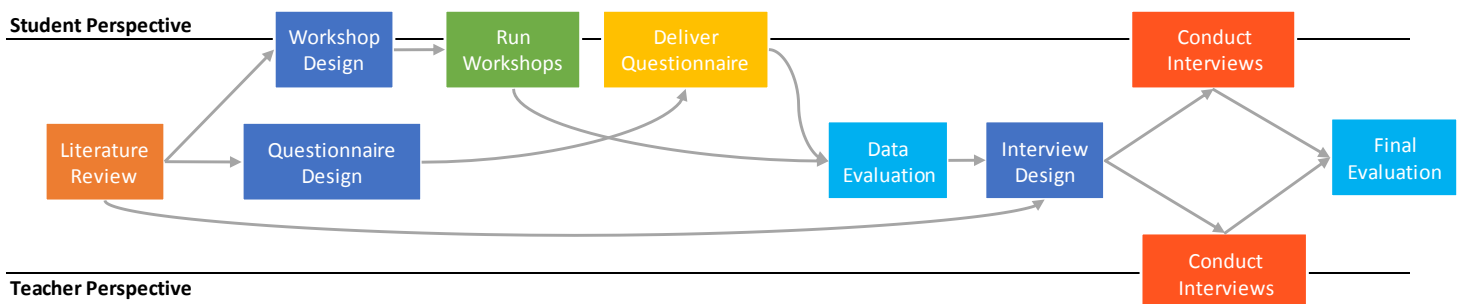 Student Perspective
Workshop
Design
Run
Workshops
Deliver
Questionnaire
Conduct
Interviews
Literature
Review
Questionnaire
Design
Data
Evaluation
Interview
Design
Final
Evaluation
Conduct
Interviews
Teacher Perspective